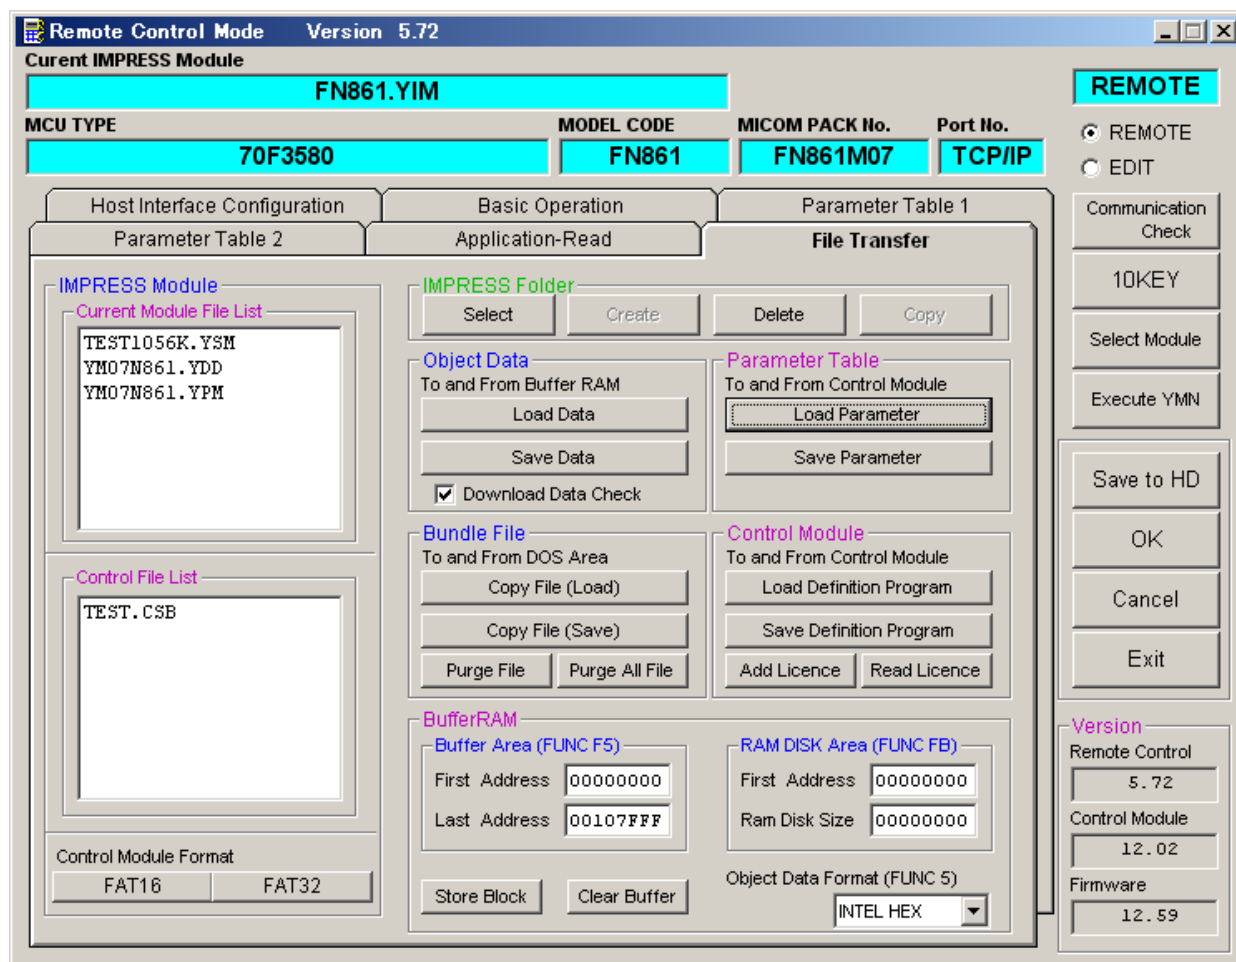 Remote Control Mode Version 5.72
Curent IMPRESS Module
FN861.YIM
MCU TYPE MODEL CODE MICOM PACK No. Port No.
70F3580 FN861 FN861M07 TCP/IP
REMOTE
REMOTE
EDIT
Host Interface Configuration Basic Operation Parameter Table 1
Parameter Table 2 Application-Read File Transfer
IMPRESS Module
Current Module File List
TEST1056K.YSM
YM07N861.YDD
YM07N861.YPM
Control File List
TEST.CSB
Control Module Format
FAT16 FAT32
IMPRESS Folder
Select Create Delete Copy
Object Data
To and From Buffer RAM
Load Data
Save Data
Download Data Check
Parameter Table
To and From Control Module
Load Parameter
Save Parameter
Bundle File
To and From DOS Area
Copy File (Load)
Copy File (Save)
Purge File Purge All File
Control Module
To and From Control Module
Load Definition Program
Save Definition Program
Add Licence Read Licence
BufferRAM
Buffer Area (FUNC F5)
First Address 00000000
Last Address 00107FFF
RAM DISK Area (FUNC FB)
First Address 00000000
Ram Disk Size 00000000
Store Block Clear Buffer
Object Data Format (FUNC 5)
INTEL HEX
Communication
Check
10KEY
Select Module
Execute YMN
Save to HD
OK
Cancel
Exit
Version
Remote Control
5.72
Control Module
12.02
Firmware
12.59